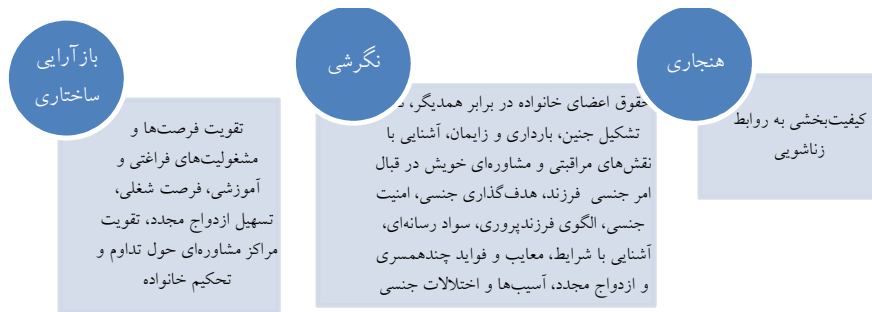 هنجاری
کیفیت‌بخشی به روابط
زناشویی
نگرشی
حقوق اعضای خانواده در برابر همدیگر،
تشکیل جنین، بارداری و زایمان، آشنایی با
نقش‌های مراقبتی و مشاوره‌ای خویش در قبال
امر جنسی فرزند، هدف‌گذاری جنسی، امنیت
جنسی، الگوی فرزندپروری، سواد رسانه‌ای،
آشنایی با شرایط، معایب و فواید چندهمسری
و ازدواج مجدد، آسیب‌ها و اختلالات جنسی
بازآرایی
ساختاری
تقویت فرصت‌ها و
مشغولیت‌های فراغتی و
آموزشی، فرصت شغلی،
تسهیل ازدواج مجدد، تقویت
مراکز مشاوره‌ای حول تداوم و
تحکیم خانواده